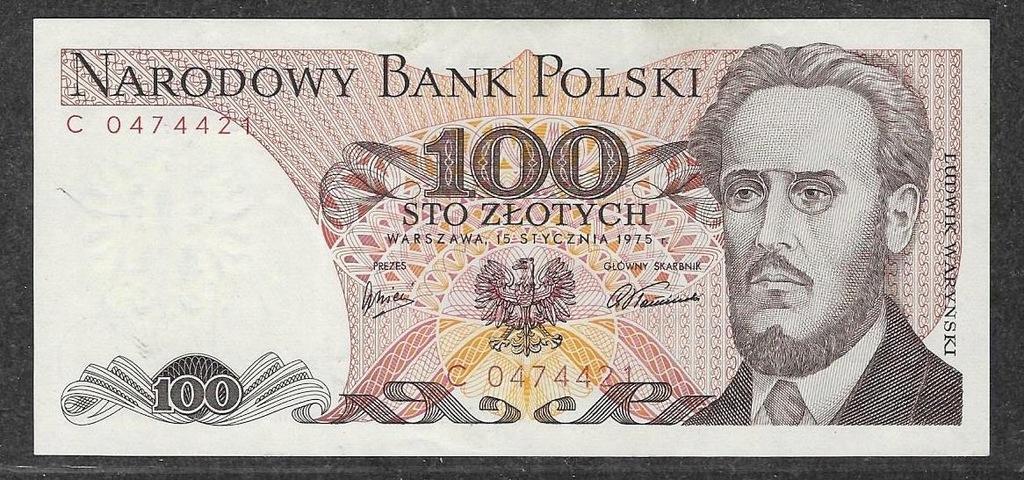 NARODOWY BANK POLSKI
C 0474421
100
STO ZŁOTYCH
WARSZAWA, 15 STYCZNIA 1975 r.
PREZES
GŁÓWNY SKARBNIK
C 0474421
100
LUDWIK WARYŃSKI